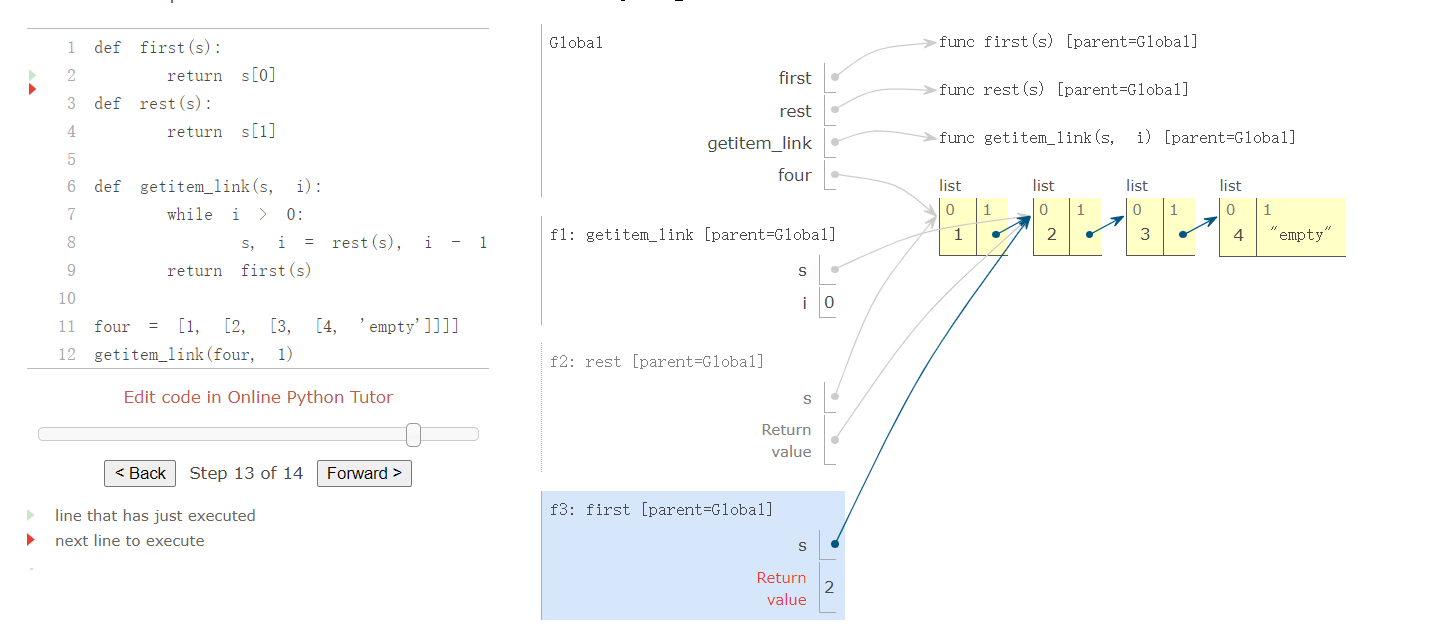 1 def first(s):
2 return s[0]
3 def rest(s):
4 return s[1]
5
6 def getitem_link(s, i):
7 while i > 0:
8 s, i = rest(s), i - 1
9 return first(s)
10
11 four = [1, [2, [3, [4, 'empty']]]]
12 getitem_link(four, 1)
Edit code in Online Python Tutor
< Back Step 13 of 14 Forward >
line that has just executed
next line to execute
Global
first
rest
getitem_link
four
func first(s) [parent=Global]
func rest(s) [parent=Global]
func getitem_link(s, i) [parent=Global]
list list list list
0 1 0 1 0 1 0 1
1 2 3 4 "empty"
f1: getitem_link [parent=Global]
s
i 0
f2: rest [parent=Global]
s
Return
value
f3: first [parent=Global]
s
Return
value 2